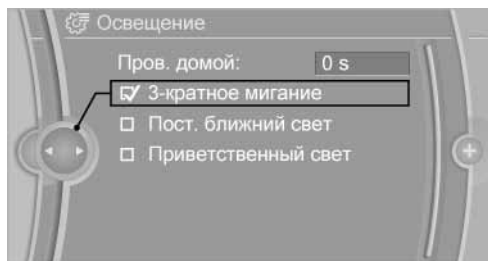 Освещение
Пров. домой: 0 s
3-кратное мигание
Пост. ближний свет
Приветственный свет